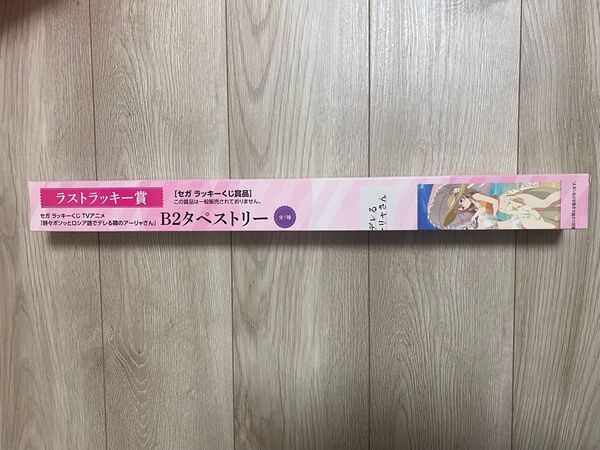 ラストラッキー賞
セガ ラッキーくじ TVアニメ
「時々ボソッとロシア語でデレる隣のアーリャさん」
[セガ ラッキーくじ賞品]
この賞品は一般販売されておりません。
B2タペストリー
全1種
デレる
ーリャさん